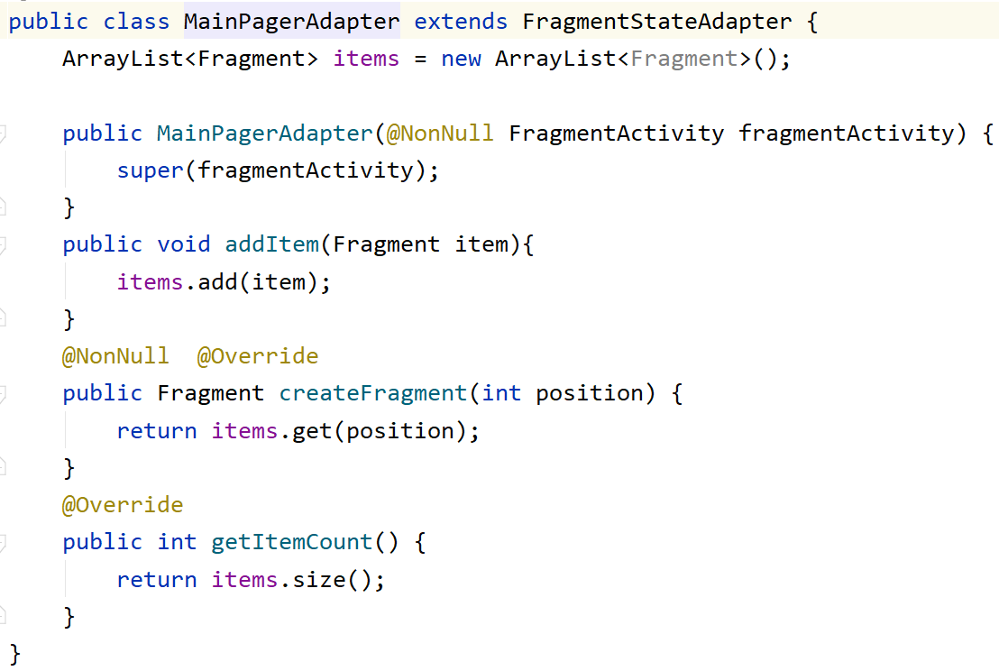 public class MainPagerAdapter extends FragmentStateAdapter {
    ArrayList<Fragment> items = new ArrayList<Fragment>();
    public MainPagerAdapter(@NonNull FragmentActivity fragmentActivity) {
        super(fragmentActivity);
    }
    public void addItem(Fragment item){
        items.add(item);
    }
    @NonNull  @Override
    public Fragment createFragment(int position) {
        return items.get(position);
    }
    @Override
    public int getItemCount() {
        return items.size();
    }
}